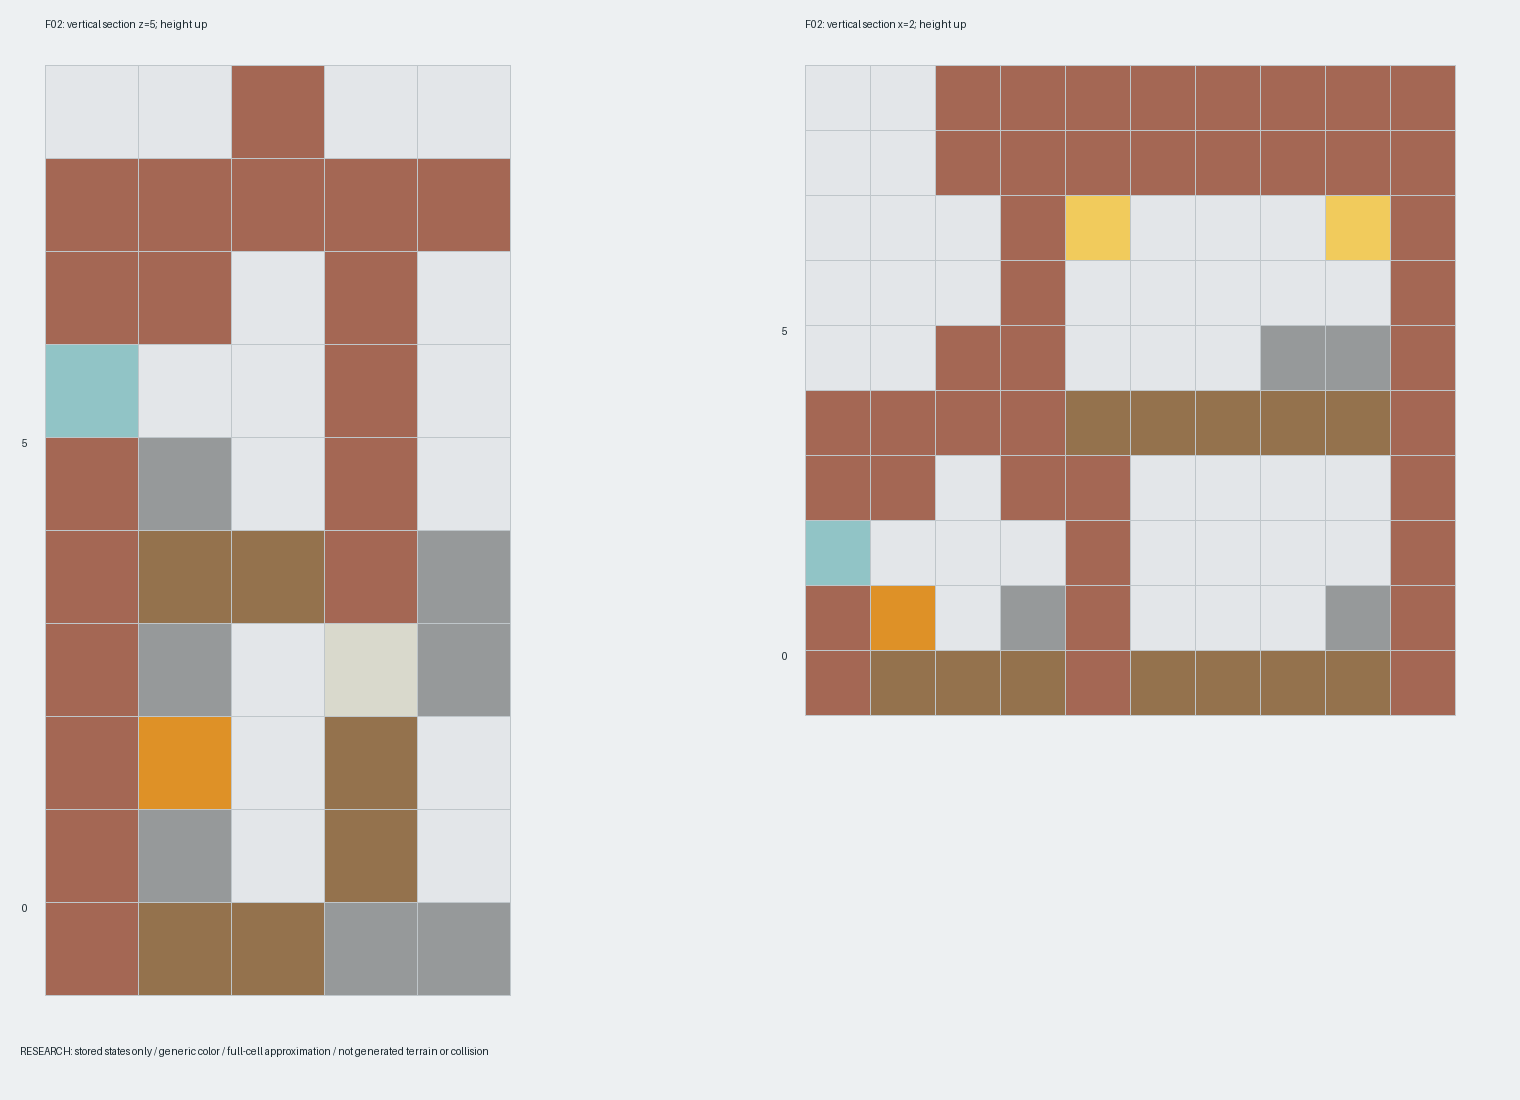 F02: vertical section z=5; height up
F02: vertical section x=2; height up
5
0
5
0
RESEARCH: stored states only / generic color / full-cell approximation / not generated terrain or collision